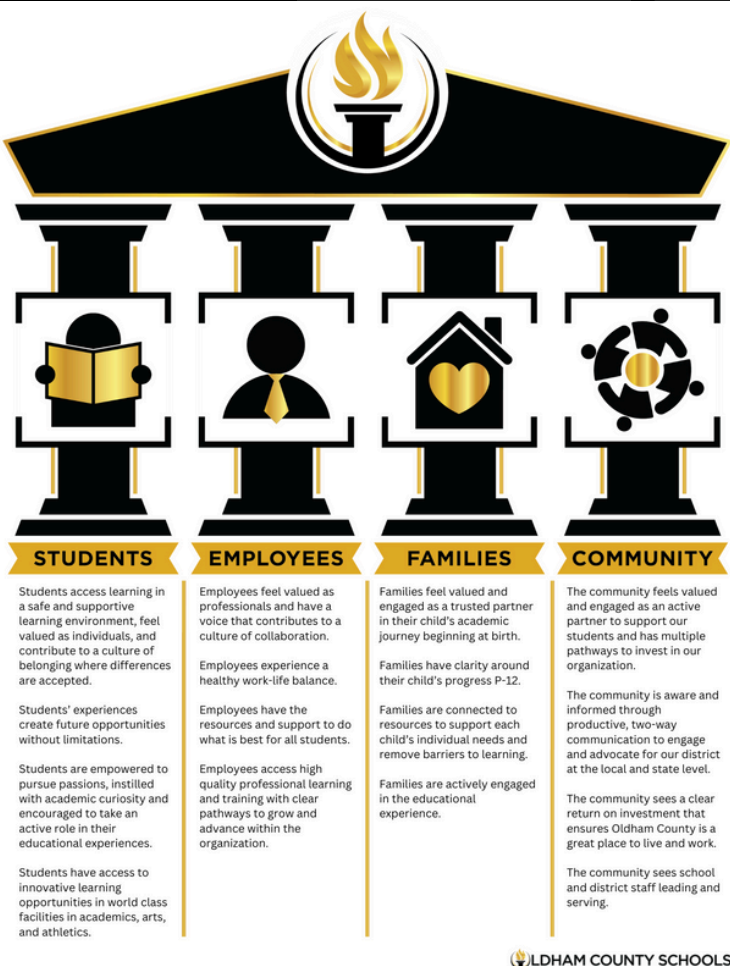 STUDENTS
Students access learning in
a safe and supportive
learning environment, feel
valued as individuals, and
contribute to a culture of
belonging where differences
are accepted.
Students' experiences
create future opportunities
without limitations.
Students are empowered to
pursue passions, instilled
with academic curiosity and
encouraged to take an
active role in their
educational experiences.
Students have access to
innovative learning
opportunities in world class
facilities in academics, arts,
and athletics.
EMPLOYEES
Employees feel valued as
professionals and have a
voice that contributes to a
culture of collaboration.
Employees experience a
healthy work-life balance.
Employees have the
resources and support to do
what is best for all students.
Employees access high
quality professional learning
and training with clear
pathways to grow and
advance within the
organization.
FAMILIES
Families feel valued and
engaged as a trusted partner
in their child's academic
journey beginning at birth.
Families have clarity around
their child's progress P-12.
Families are connected to
resources to support each
child's individual needs and
remove barriers to learning.
Families are actively engaged
in the educational
experience.
COMMUNITY
The community feels valued
and engaged as an active
partner to support our
students and has multiple
pathways to invest in our
organization.
The community is aware and
informed through
productive, two-way
communication to engage
and advocate for our district
at the local and state level.
The community sees a clear
return on investment that
ensures Oldham County is a
great place to live and work.
The community sees school
and district staff leading and
serving.
OLDHAM COUNTY SCHOOLS